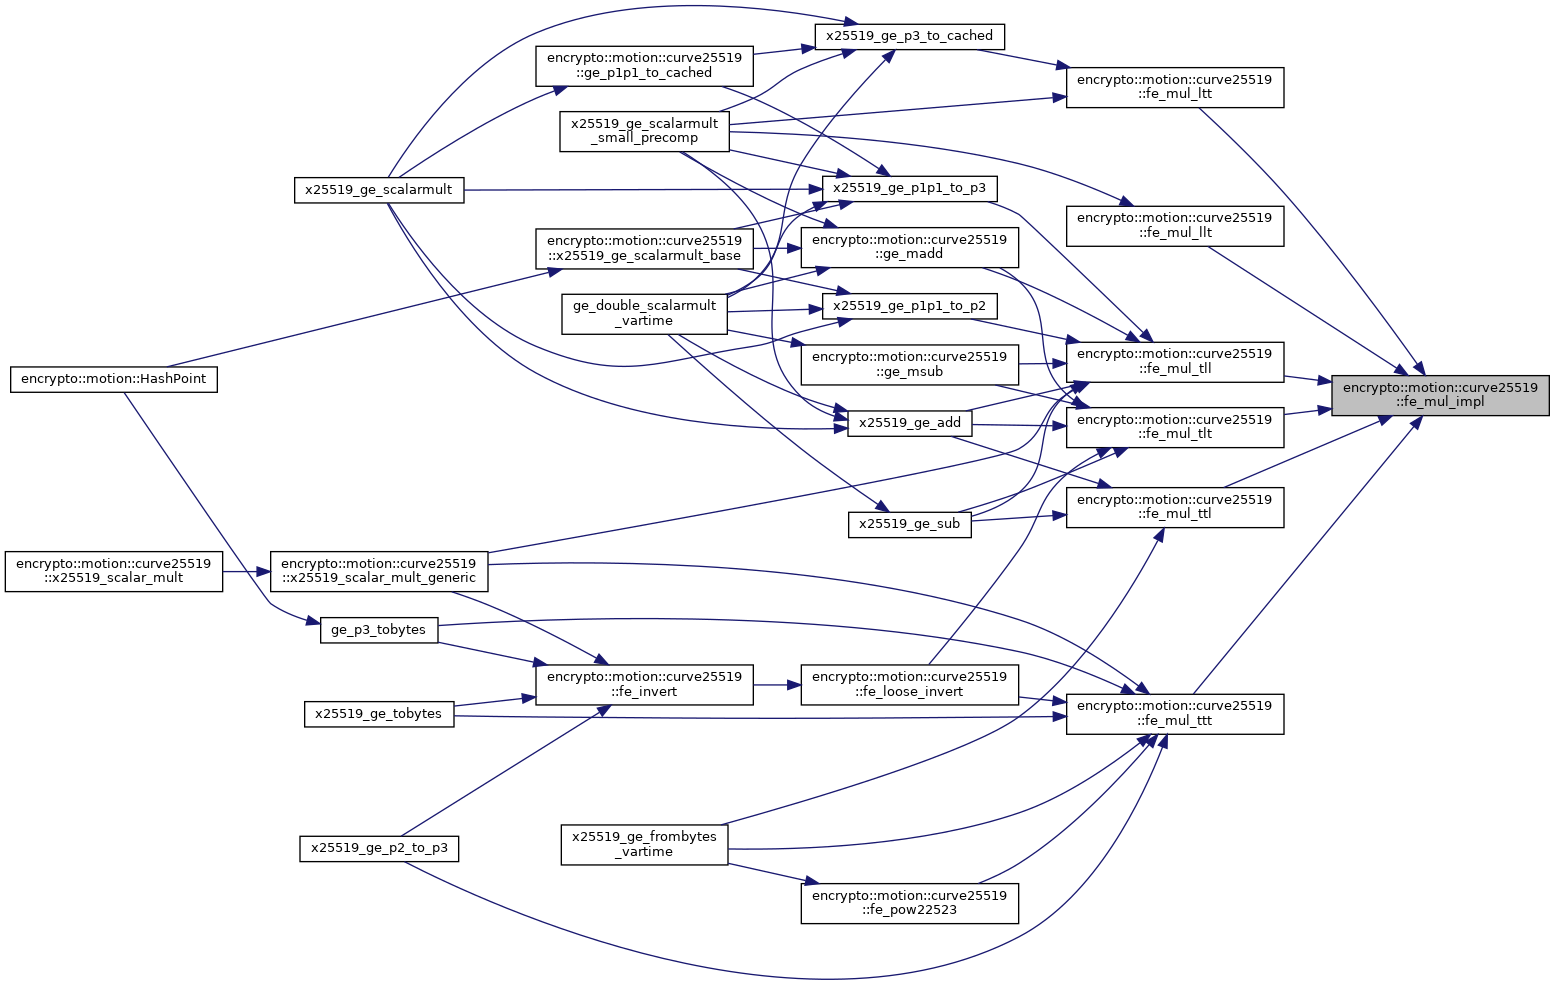 x25519_ge_p3_to_cached
encrypto::motion::curve25519
::ge_p1p1_to_cached
encrypto::motion::curve25519
::fe_mul_ltt
x25519_ge_scalarmult
_small_precomp
x25519_ge_scalarmult
x25519_ge_p1p1_to_p3
encrypto::motion::curve25519
::fe_mul_llt
encrypto::motion::curve25519
::x25519_ge_scalarmult_base
encrypto::motion::curve25519
::ge_madd
ge_double_scalarmult
_vartime
x25519_ge_p1p1_to_p2
encrypto::motion::HashPoint
encrypto::motion::curve25519
::ge_msub
encrypto::motion::curve25519
::fe_mul_tll
encrypto::motion::curve25519
::fe_mul_impl
x25519_ge_add
encrypto::motion::curve25519
::fe_mul_tlt
x25519_ge_sub
encrypto::motion::curve25519
::fe_mul_ttl
encrypto::motion::curve25519
::x25519_scalar_mult
encrypto::motion::curve25519
::x25519_scalar_mult_generic
ge_p3_tobytes
encrypto::motion::curve25519
::fe_invert
encrypto::motion::curve25519
::fe_loose_invert
x25519_ge_tobytes
encrypto::motion::curve25519
::fe_mul_ttt
x25519_ge_p2_to_p3
x25519_ge_frombytes
_vartime
encrypto::motion::curve25519
::fe_pow22523